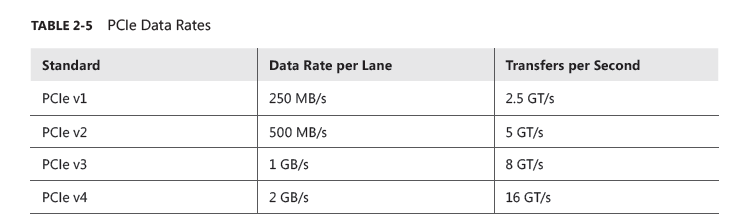 TABLE 2-5 PCIe Data Rates
Standard Data Rate per Lane Transfers per Second
PCIe v1 250 MB/s 2.5 GT/s
PCIe v2 500 MB/s 5 GT/s
PCIe v3 1 GB/s 8 GT/s
PCIe v4 2 GB/s 16 GT/s